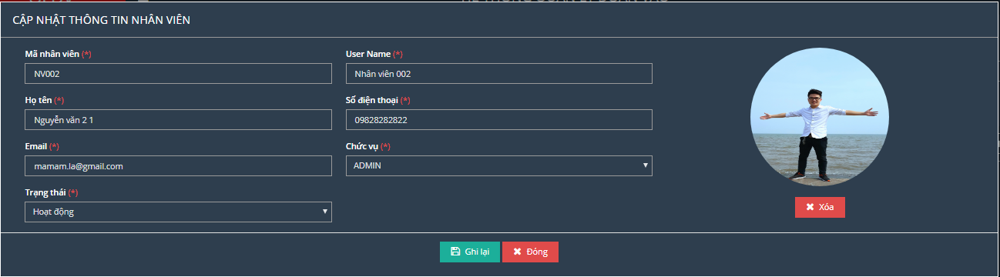 CẬP NHẬT THÔNG TIN NHÂN VIÊN
Mã nhân viên (*)
User Name (*)
NV002
Nhân viên 002
Họ tên (*)
Số điện thoại (*)
Nguyễn văn 2 1
09828282822
Email (*)
Chức vụ (*)
mamam.la@gmail.com
ADMIN
Trạng thái (*)
Hoạt động
Xóa
Ghi lại
Đóng